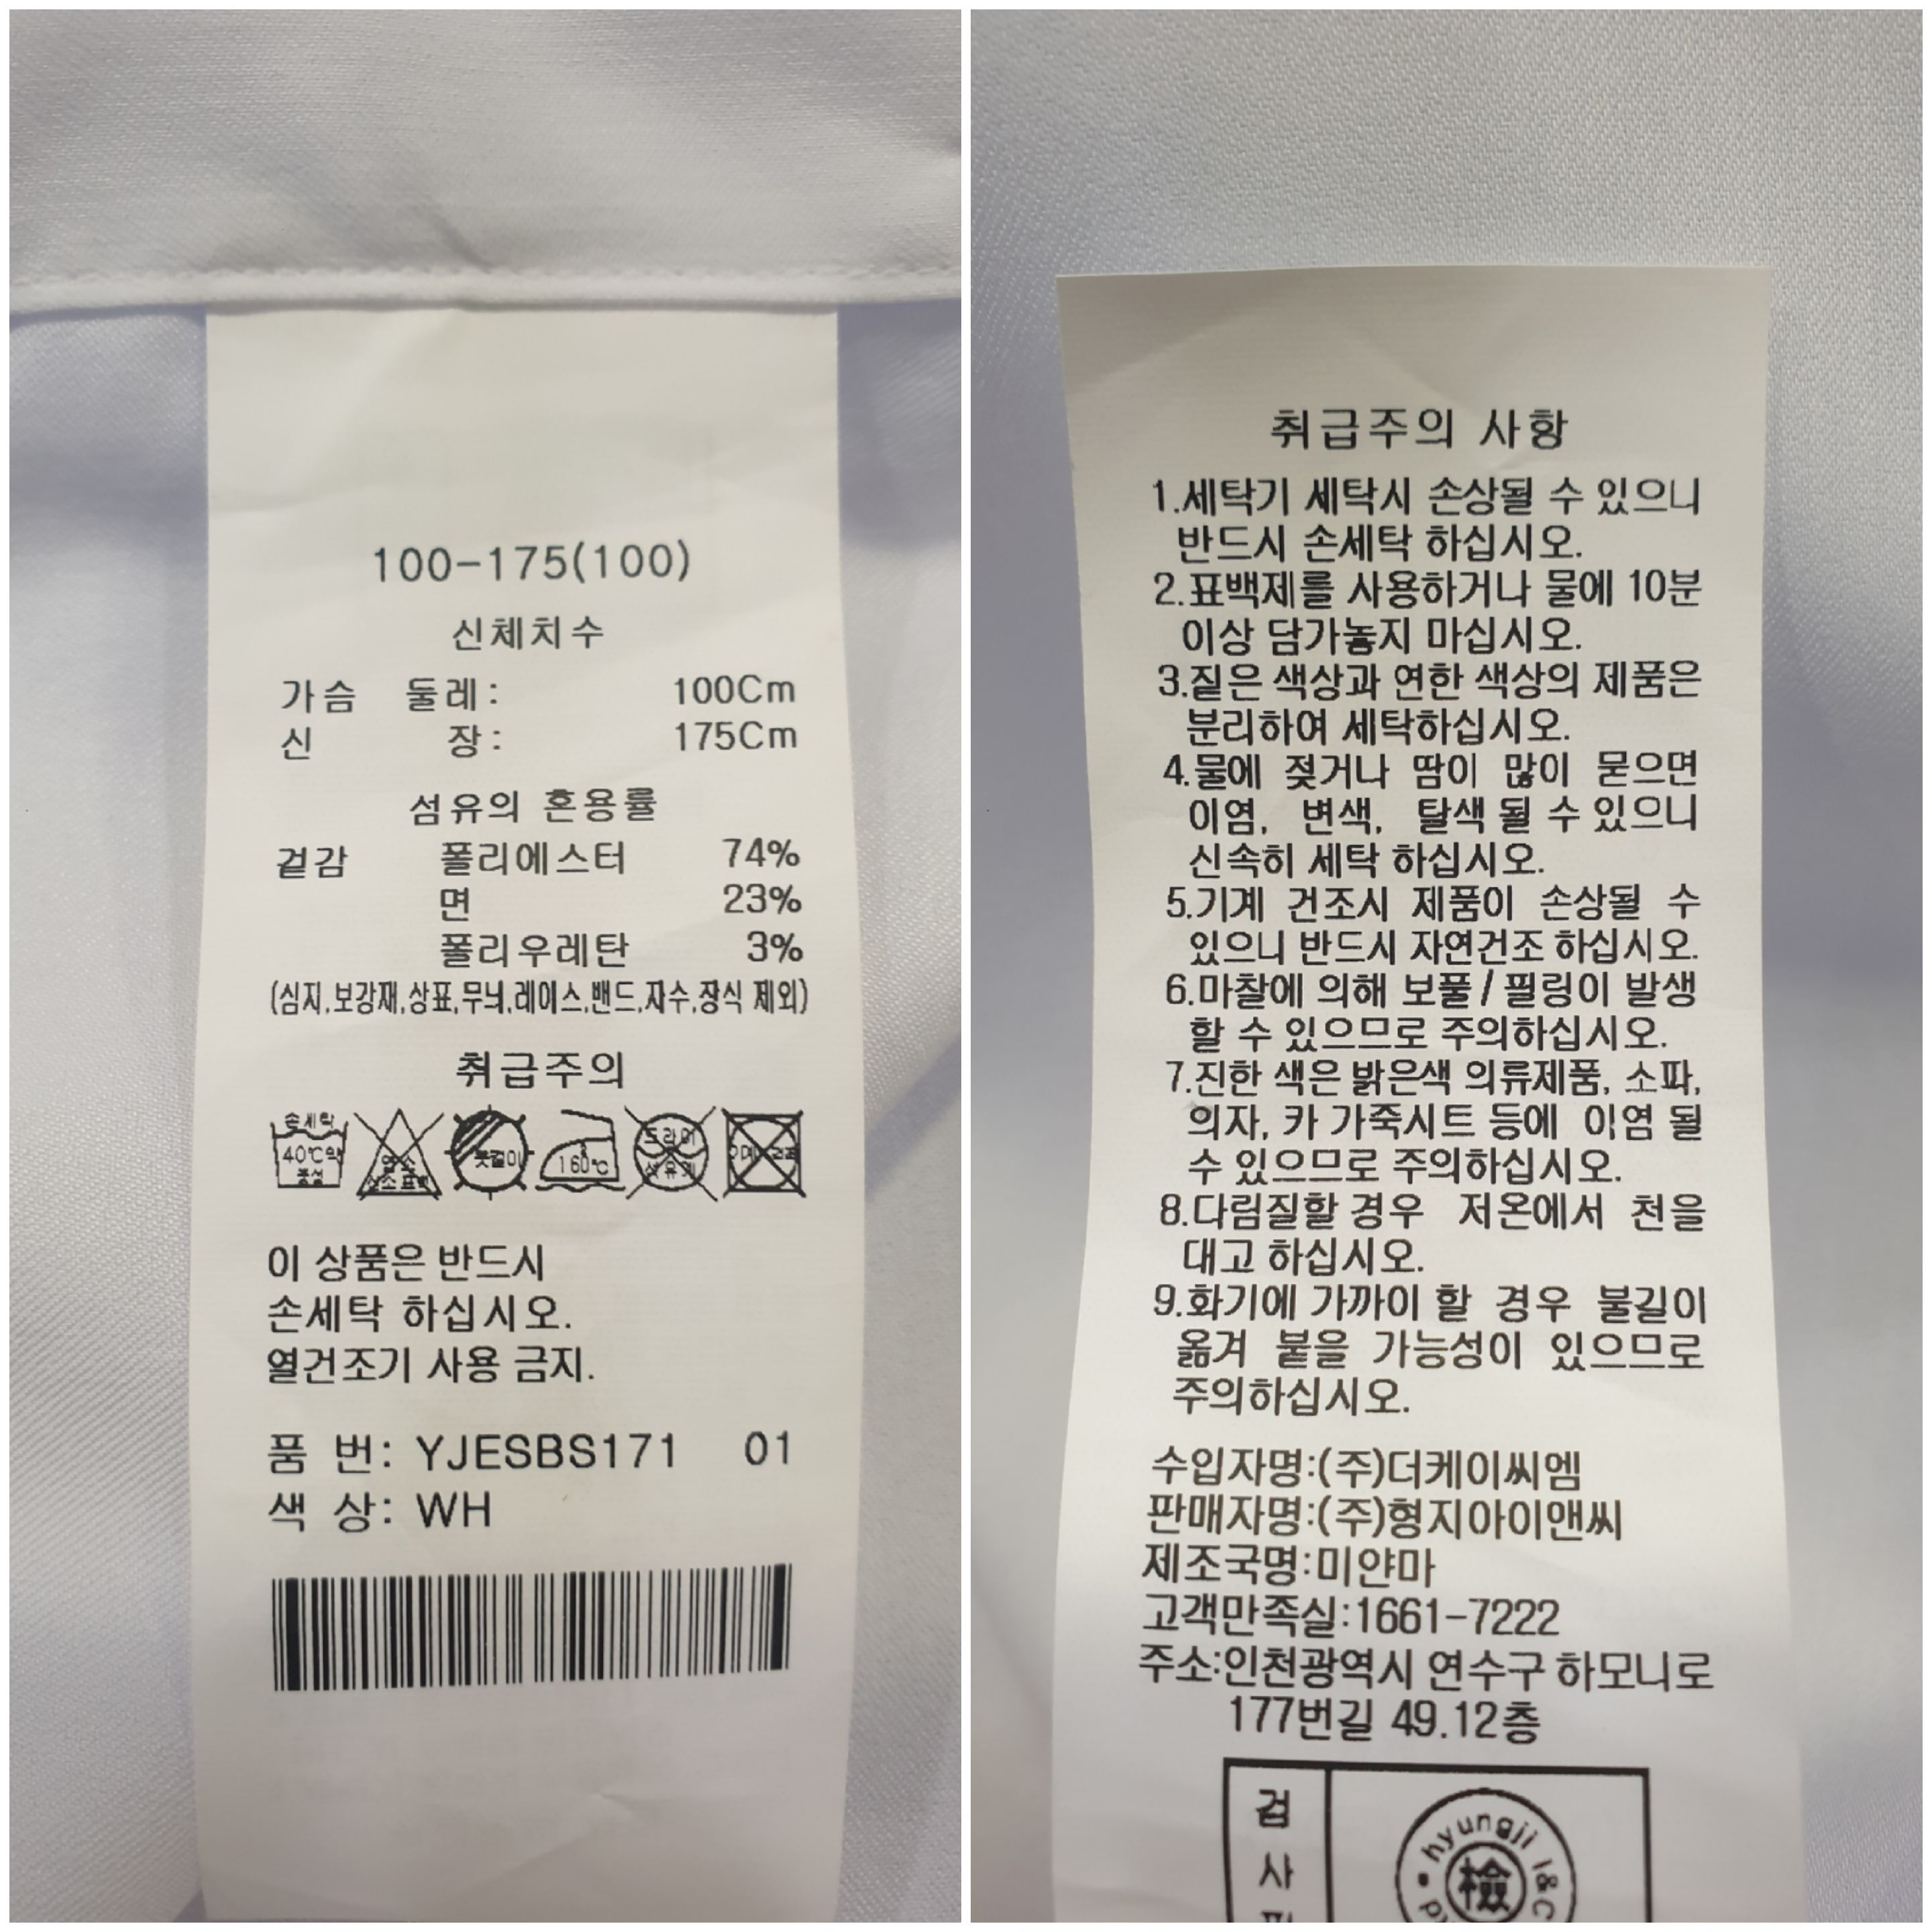 100-175(100)
신체치수
가슴 둘레: 100Cm
신 장: 175Cm
섬유의 혼용률
겉감 폴리에스터 74%
면 23%
폴리우레탄 3%
(심지,보강재,상표,무늬,레이스,밴드,자수,장식 제외)
취급주의
손세탁
40℃약
중성
염소
산소표백
옷걸이
160℃
드라이
석유계
이 상품은 반드시
손세탁 하십시오.
열건조기 사용 금지.
품 번: YJESBS171 01
색 상: WH
취급주의 사항
1.세탁기 세탁시 손상될 수 있으니
반드시 손세탁 하십시오.
2.표백제를 사용하거나 물에 10분
이상 담가놓지 마십시오.
3.짙은 색상과 연한 색상의 제품은
분리하여 세탁하십시오.
4.물에 젖거나 땀이 많이 묻으면
이염, 변색, 탈색 될 수 있으니
신속히 세탁 하십시오.
5.기계 건조시 제품이 손상될 수
있으니 반드시 자연건조 하십시오.
6.마찰에 의해 보풀/필링이 발생
할 수 있으므로 주의하십시오.
7.진한 색은 밝은색 의류제품, 소파,
의자, 카 가죽시트 등에 이염 될
수 있으므로 주의하십시오.
8.다림질할 경우 저온에서 천을
대고 하십시오.
9.화기에 가까이 할 경우 불길이
옮겨 붙을 가능성이 있으므로
주의하십시오.
수입자명:(주)더케이씨엠
판매자명:(주)형지아이앤씨
제조국명:미얀마
고객만족실:1661-7222
주소:인천광역시 연수구 하모니로
177번길 49.12층
검
사
hyungji I&C
檢